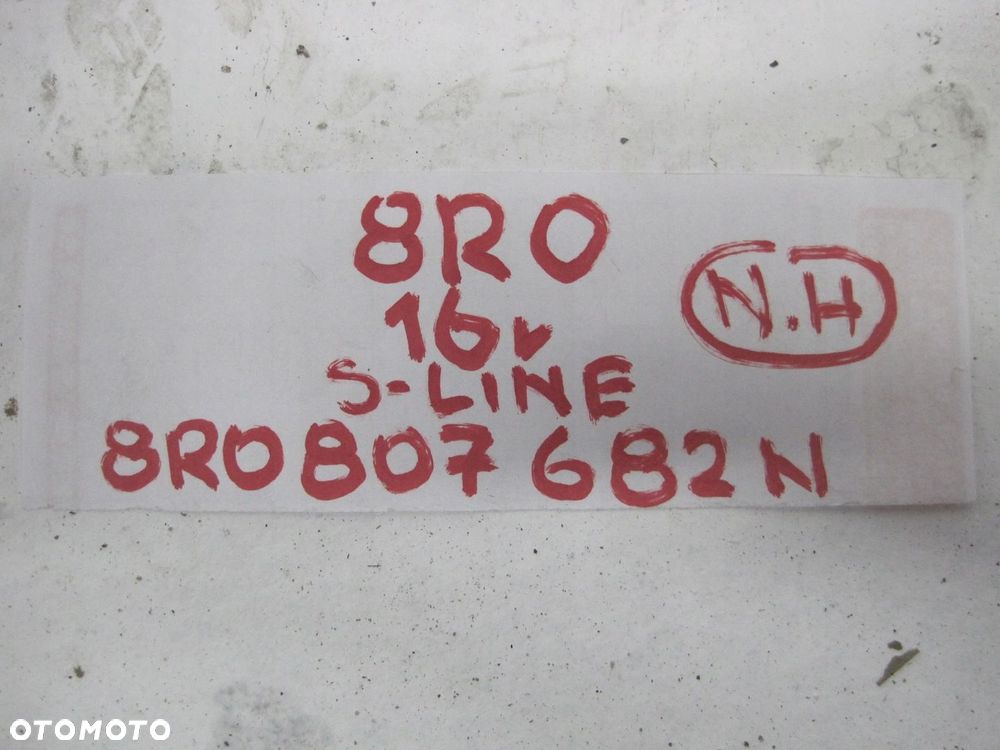 8R0
N.H
16v
S-LINE
8R0 807 682 N
OTOMOTO